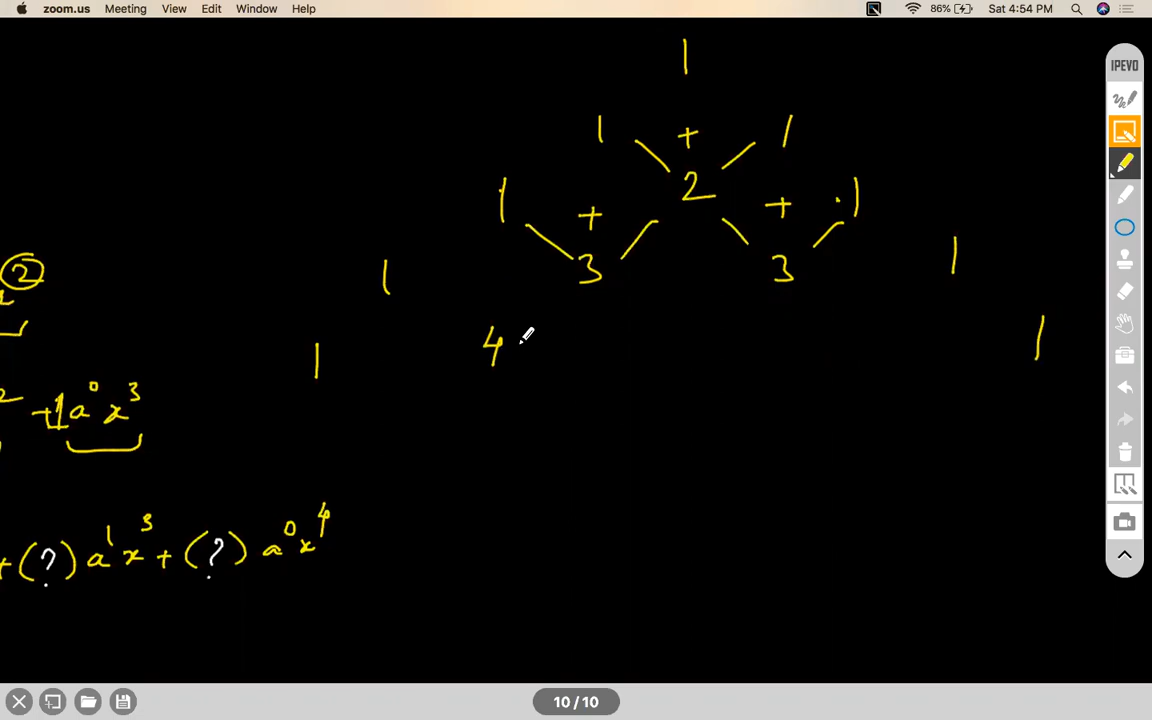 zoom.us Meeting View Edit Window Help 86% Sat 4:54 PM
IPEVO
1
1 + 1
1 + 2 + 1
1 3 3 1
1 4 1
2
+1a⁰x³
+(?) a¹x³ + (?) a⁰x⁴
10 / 10